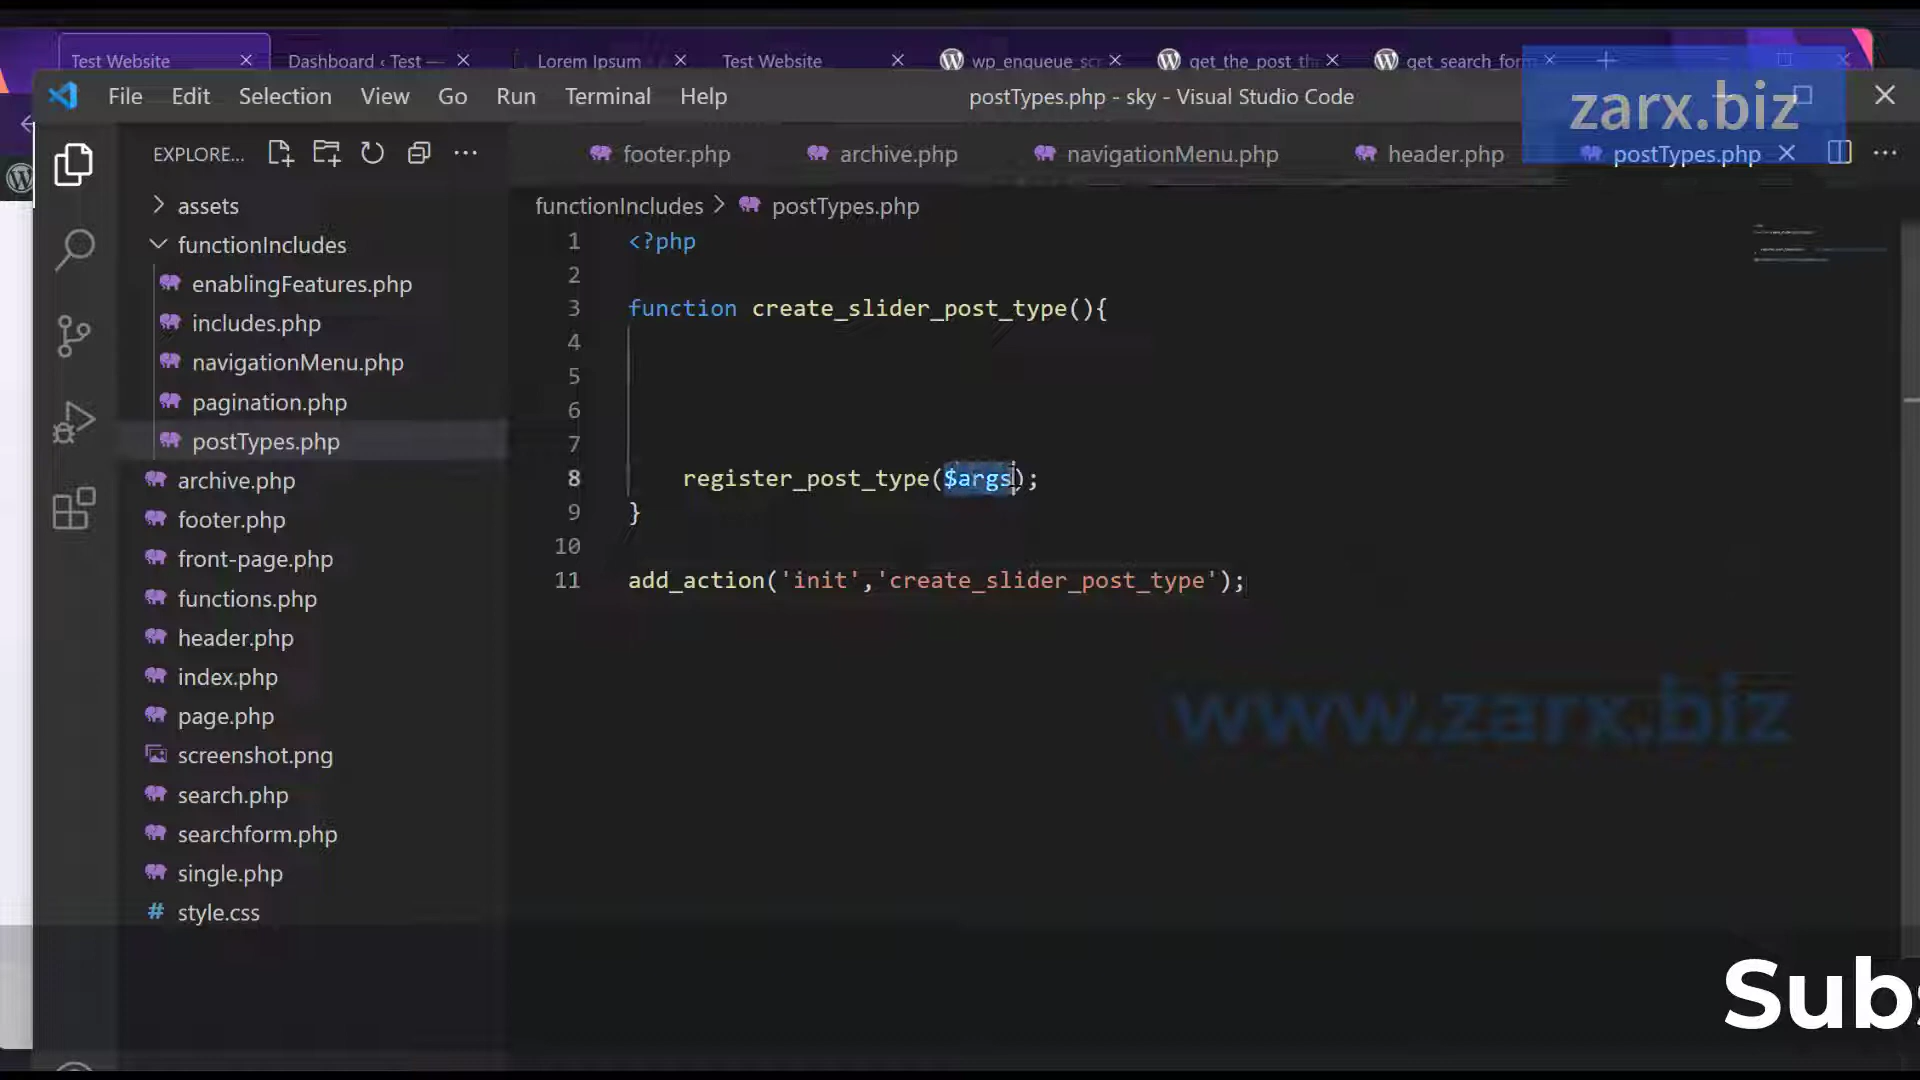 Test Website
Dashboard ‹ Test —
Lorem Ipsum
Test Website
wp_enqueue_scr
get_the_post_th
get_search_form
File Edit Selection View Go Run Terminal Help
postTypes.php - sky - Visual Studio Code
zarx.biz
EXPLORE...
footer.php
archive.php
navigationMenu.php
header.php
postTypes.php
assets
functionIncludes
enablingFeatures.php
includes.php
navigationMenu.php
pagination.php
postTypes.php
archive.php
footer.php
front-page.php
functions.php
header.php
index.php
page.php
screenshot.png
search.php
searchform.php
single.php
# style.css
functionIncludes > postTypes.php
1 <?php
2
3 function create_slider_post_type(){
4
5
6
7
8 register_post_type($args);
9 }
10
11 add_action('init','create_slider_post_type');
www.zarx.biz
Subs